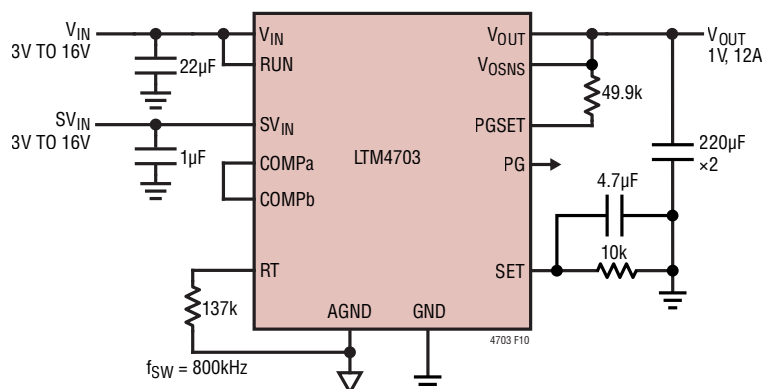 VIN
3V TO 16V
22µF
SVIN
3V TO 16V
1µF
VIN
RUN
SVIN
COMPa
COMPb
RT
137k
fSW = 800kHz
LTM4703
AGND
GND
VOUT
VOSNS
PGSET
PG
SET
49.9k
VOUT
1V, 12A
220µF
×2
4.7µF
10k
4703 F10